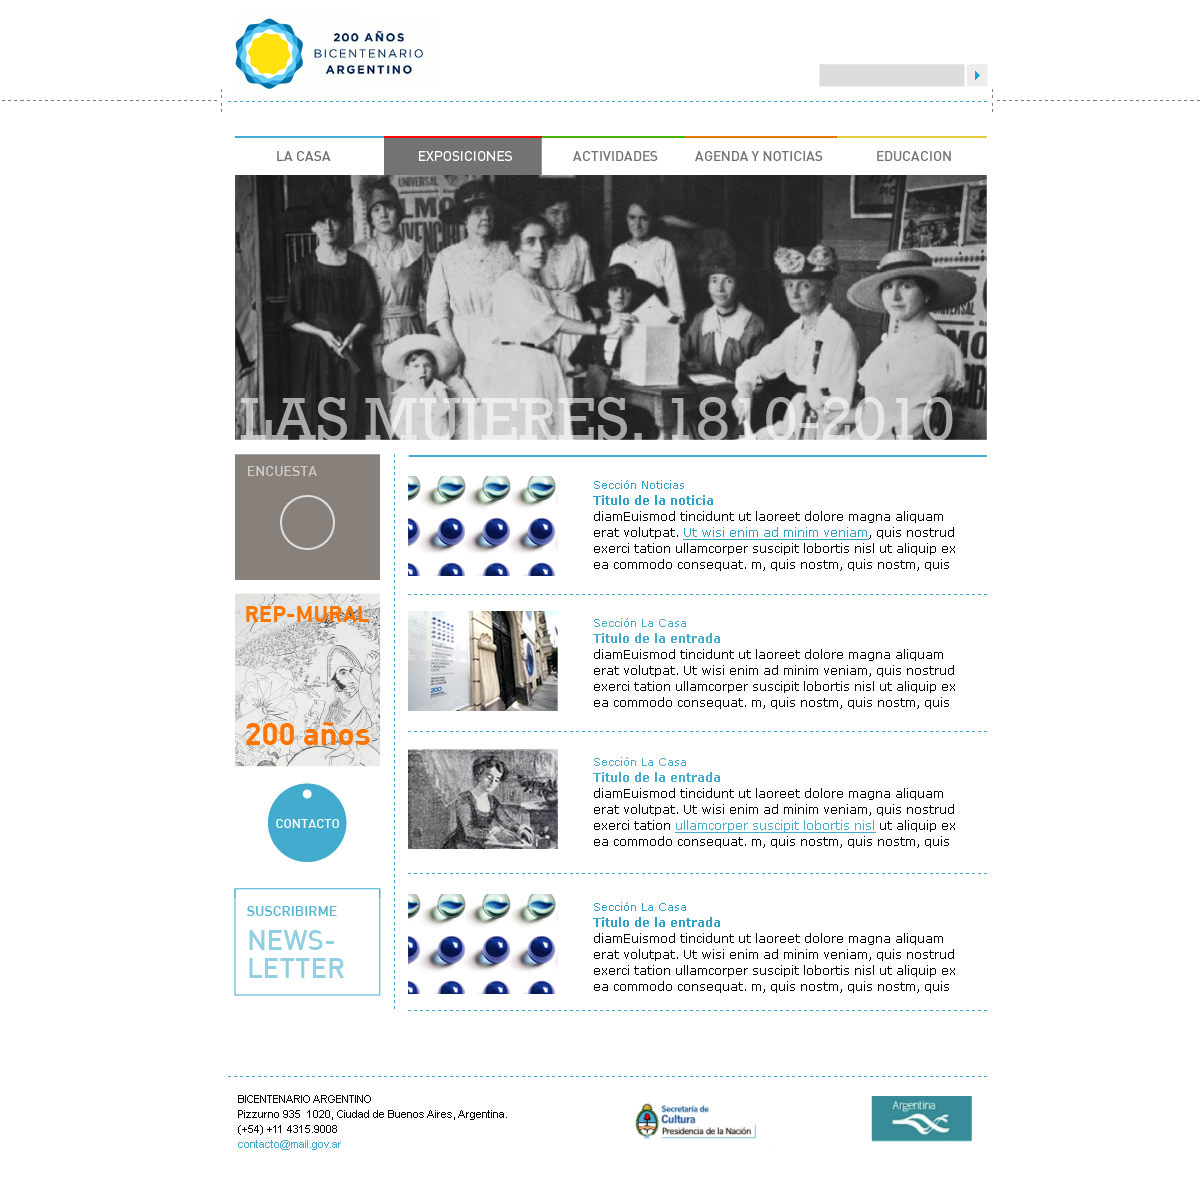 200 AÑOS
BICENTENARIO
ARGENTINO
LA CASA
EXPOSICIONES
ACTIVIDADES
AGENDA Y NOTICIAS
EDUCACION
UNIVERSAL
LAS MUJERES. 1810-2010
ENCUESTA
REP-MURAL
200 años
CONTACTO
SUSCRIBIRME
NEWS-
LETTER
Sección Noticias
Titulo de la noticia
diamEuismod tincidunt ut laoreet dolore magna aliquam
erat volutpat. Ut wisi enim ad minim veniam, quis nostrud
exerci tation ullamcorper suscipit lobortis nisl ut aliquip ex
ea commodo consequat. m, quis nostm, quis nostm, quis
Sección La Casa
Titulo de la entrada
diamEuismod tincidunt ut laoreet dolore magna aliquam
erat volutpat. Ut wisi enim ad minim veniam, quis nostrud
exerci tation ullamcorper suscipit lobortis nisl ut aliquip ex
ea commodo consequat. m, quis nostm, quis nostm, quis
Sección La Casa
Titulo de la entrada
diamEuismod tincidunt ut laoreet dolore magna aliquam
erat volutpat. Ut wisi enim ad minim veniam, quis nostrud
exerci tation ullamcorper suscipit lobortis nisl ut aliquip ex
ea commodo consequat. m, quis nostm, quis nostm, quis
Sección La Casa
Titulo de la entrada
diamEuismod tincidunt ut laoreet dolore magna aliquam
erat volutpat. Ut wisi enim ad minim veniam, quis nostrud
exerci tation ullamcorper suscipit lobortis nisl ut aliquip ex
ea commodo consequat. m, quis nostm, quis nostm, quis
BICENTENARIO ARGENTINO
Pizzurno 935 1020, Ciudad de Buenos Aires, Argentina.
(+54) +11 4315.9008
contacto@mail.gov.ar
Secretaría de
Cultura
Presidencia de la Nación
Argentina